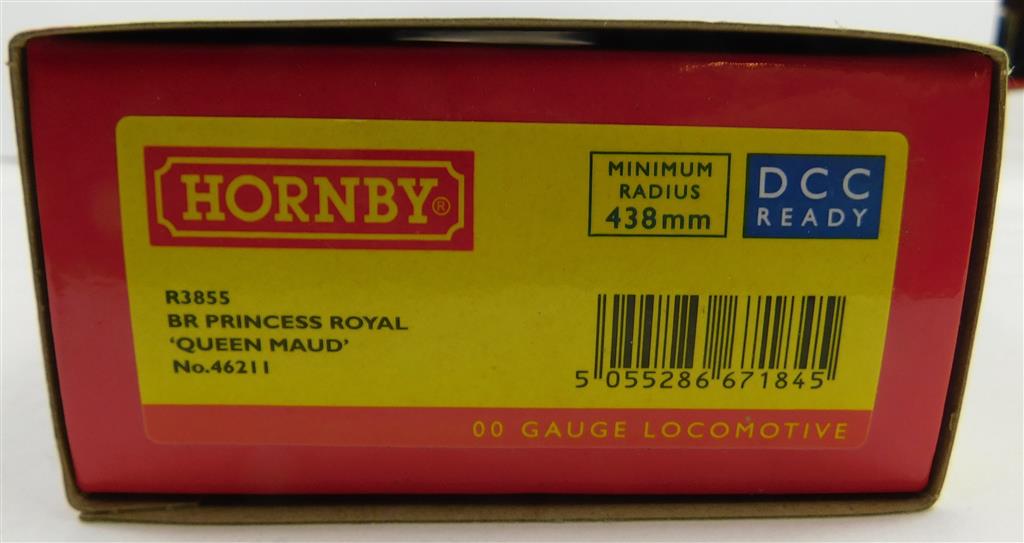 HORNBY®
MINIMUM
RADIUS
438mm
DCC
READY
R3855
BR PRINCESS ROYAL
‘QUEEN MAUD’
No.46211
5 055286 671845
00 GAUGE LOCOMOTIVE